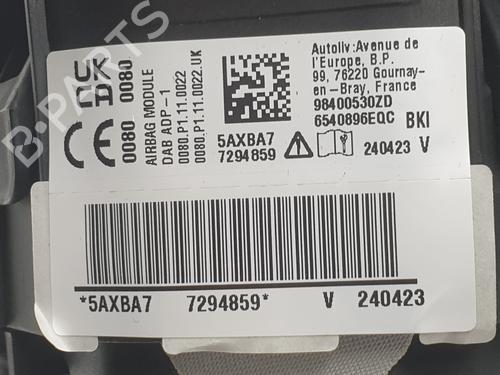 UK
CA
CE
0080
0080
AIRBAG MODULE
DAB ADP-1
0080.P1.11.0022
0080.P1.11.0022.UK
5AXBA7
7294859
Autoliv:Avenue de
l'Europe, B.P.
99, 76220 Gournay-
en-Bray, France
98400530ZD
6540896EQC BKI
240423 V
*5AXBA7 7294859* V 240423
B-PARTS